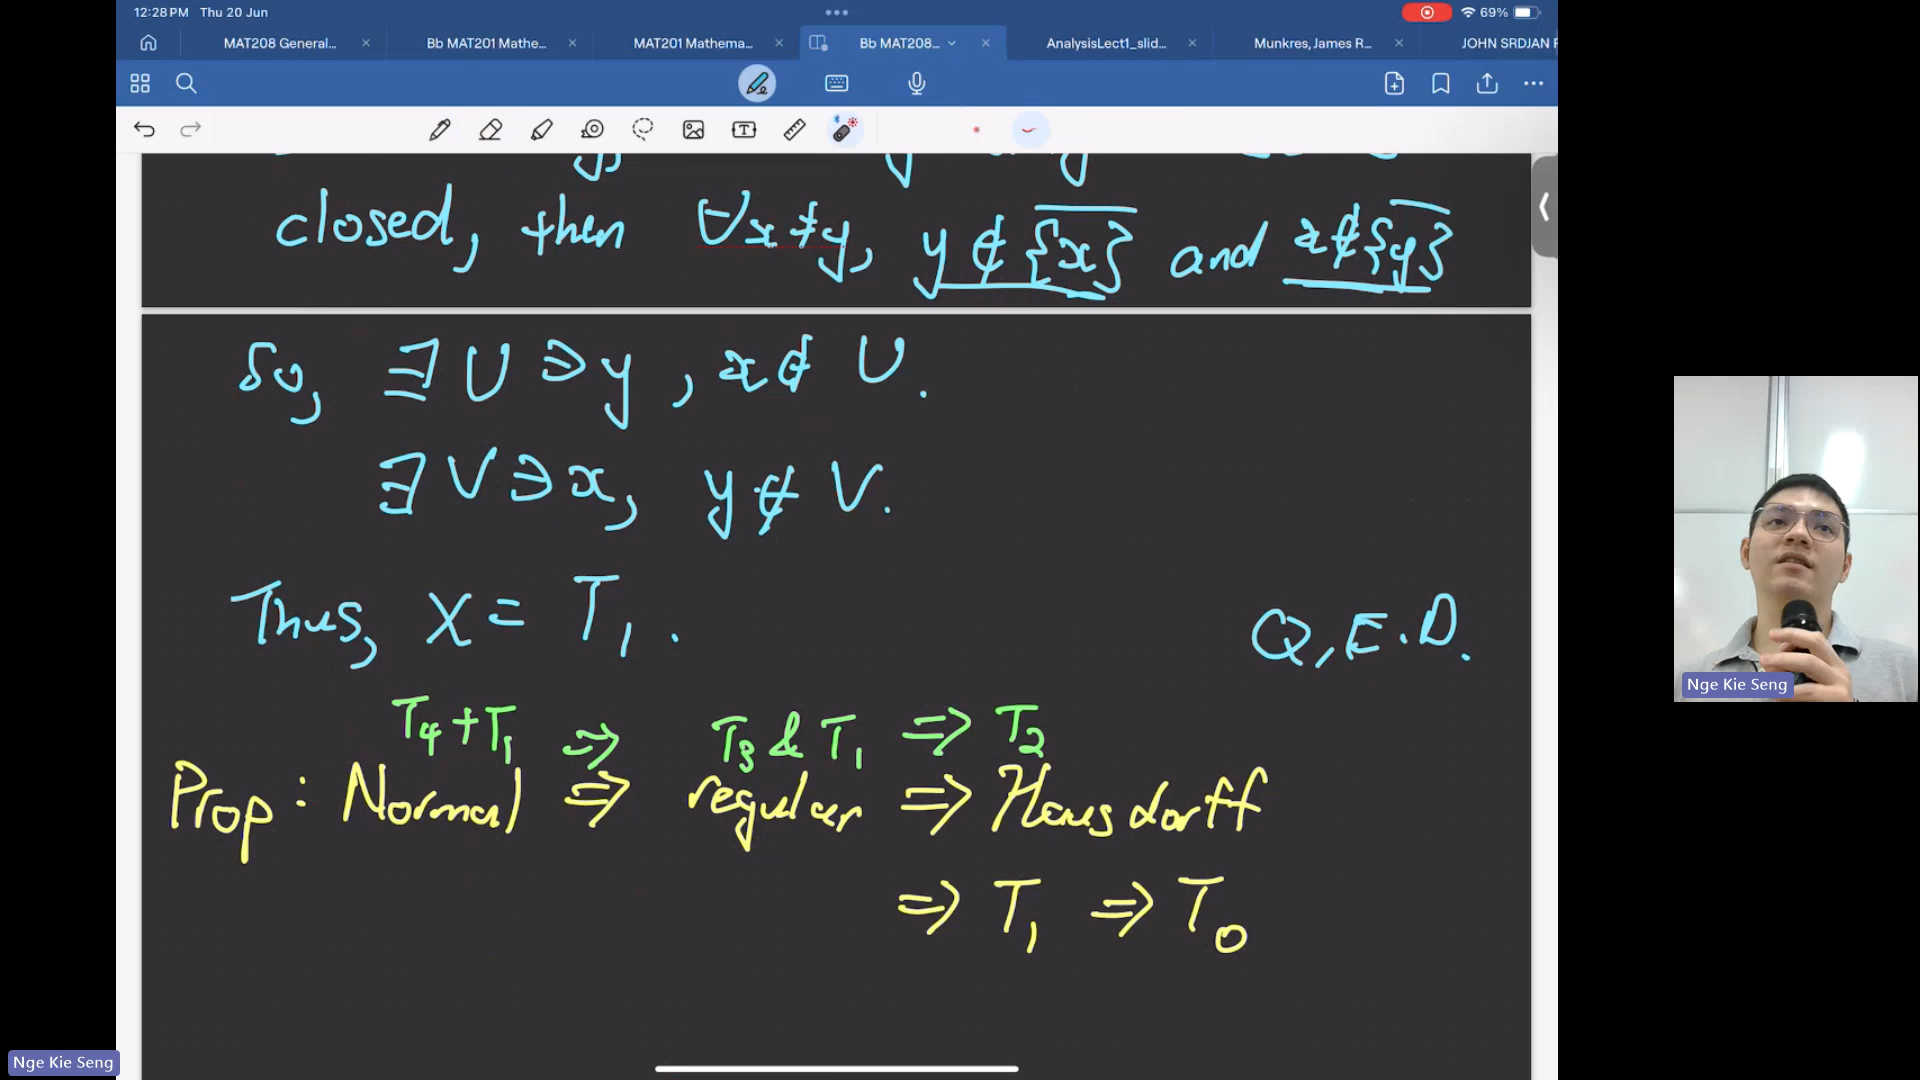 12:28 PM Thu 20 Jun
69%
MAT208 General...
Bb MAT201 Mathe...
MAT201 Mathema...
Bb MAT208...
AnalysisLect1_slid...
Munkres, James R...
JOHN SRDJAN P
closed, then ∀x≠y, y∉\overline{{x}} and x∉\overline{{y}}
So, ∃ U ∋ y , x ∉ U.
∃ V ∋ x, y ∉ V.
Thus, X = T₁ .
Q.E.D.
T₄+T₁ ⇒ T₃ & T₁ ⇒ T₂
Prop : Normal ⇒ regular ⇒ Hausdorff
⇒ T₁ ⇒ T₀
Nge Kie Seng
Nge Kie Seng